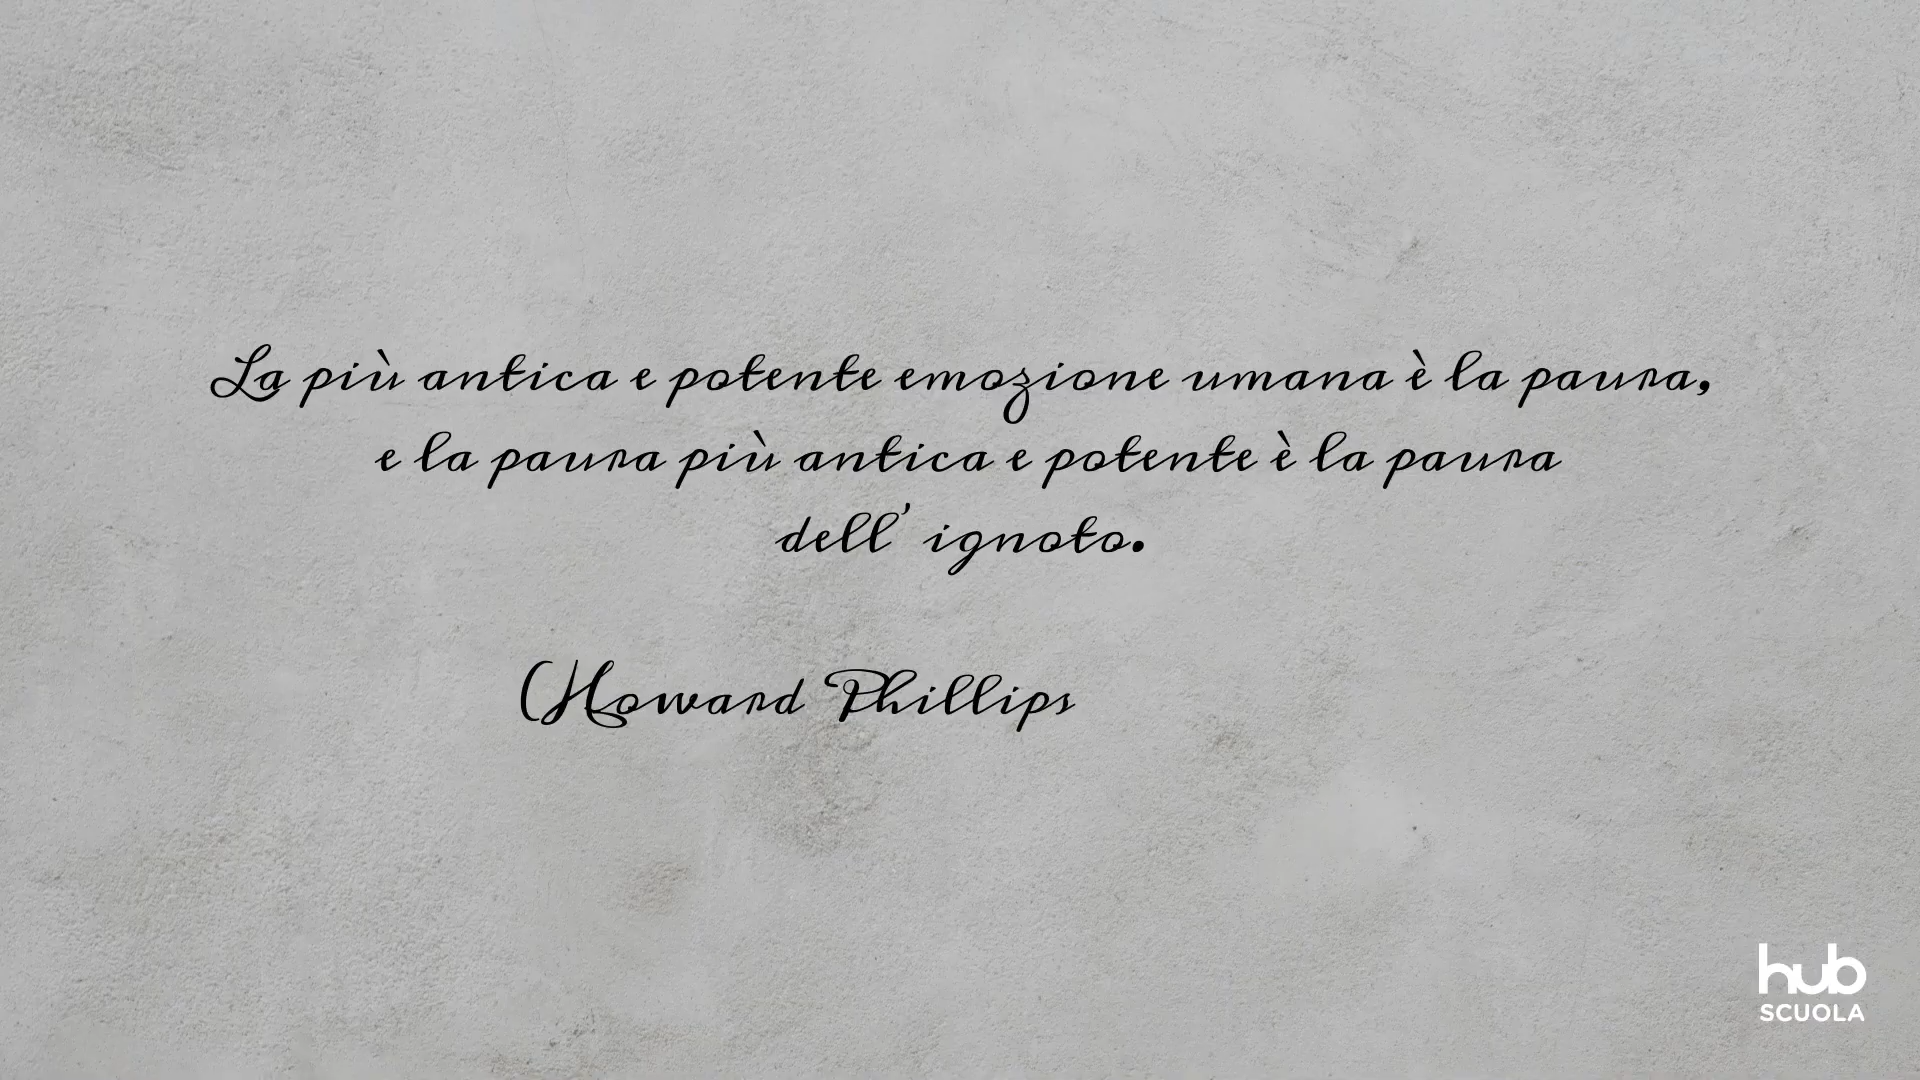 La più antica e potente emozione umana è la paura,
e la paura più antica e potente è la paura
dell' ignoto.
(Howard Phillips
hub
SCUOLA